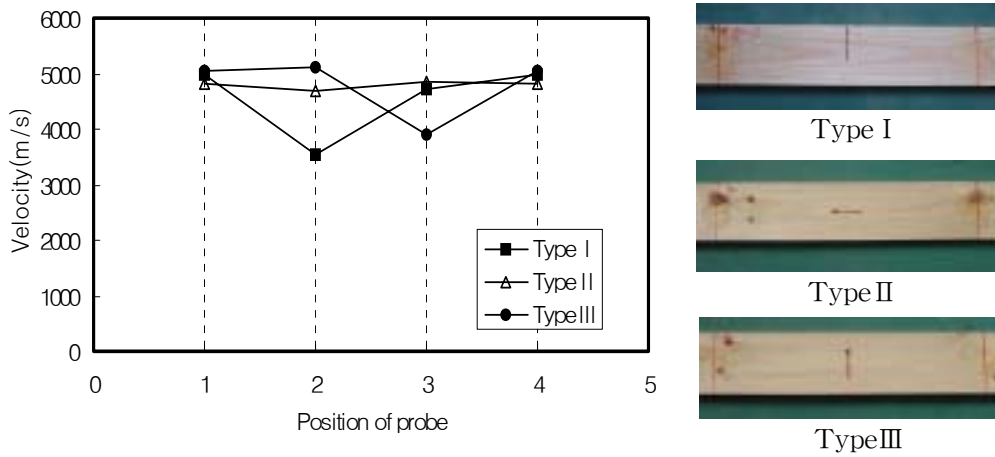 6000
5000
4000
3000
2000
1000
0
Velocity(m/s)
0 1 2 3 4 5
Position of probe
Type I
Type II
Type III
Type Ⅰ
Type Ⅱ
Type Ⅲ